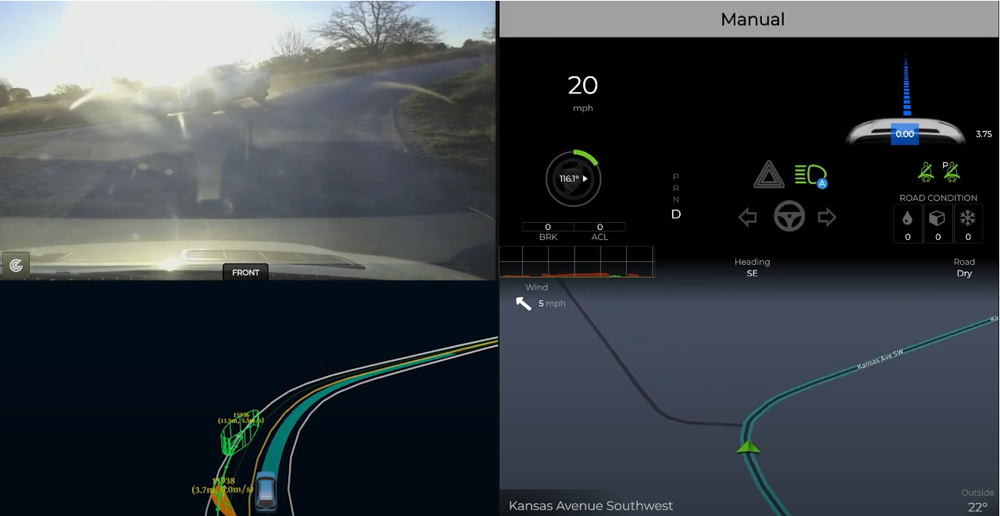 Manual
20
mph
0.00
3.75
116.1°
P
R
N
D
A
P
ROAD CONDITION
0 0 0
0 0
BRK ACL
FRONT
Heading
SE
Road
Dry
Wind
5 mph
Ka
Kansas Ave SW
15936
(11.5m, 5.5m/s)
15938
(3.7m, 0.0m/s)
Kansas Avenue Southwest
Outside
22°